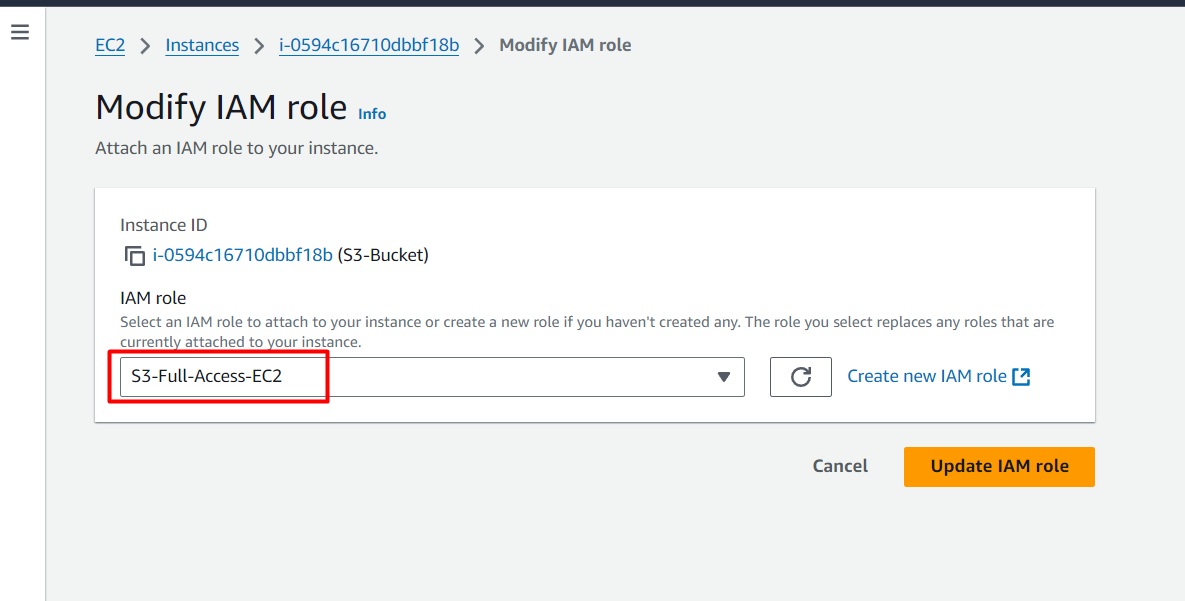 EC2 > Instances > i-0594c16710dbbf18b > Modify IAM role
Modify IAM role Info
Attach an IAM role to your instance.
Instance ID
i-0594c16710dbbf18b (S3-Bucket)
IAM role
Select an IAM role to attach to your instance or create a new role if you haven't created any. The role you select replaces any roles that are
currently attached to your instance.
S3-Full-Access-EC2 Create new IAM role
Cancel Update IAM role